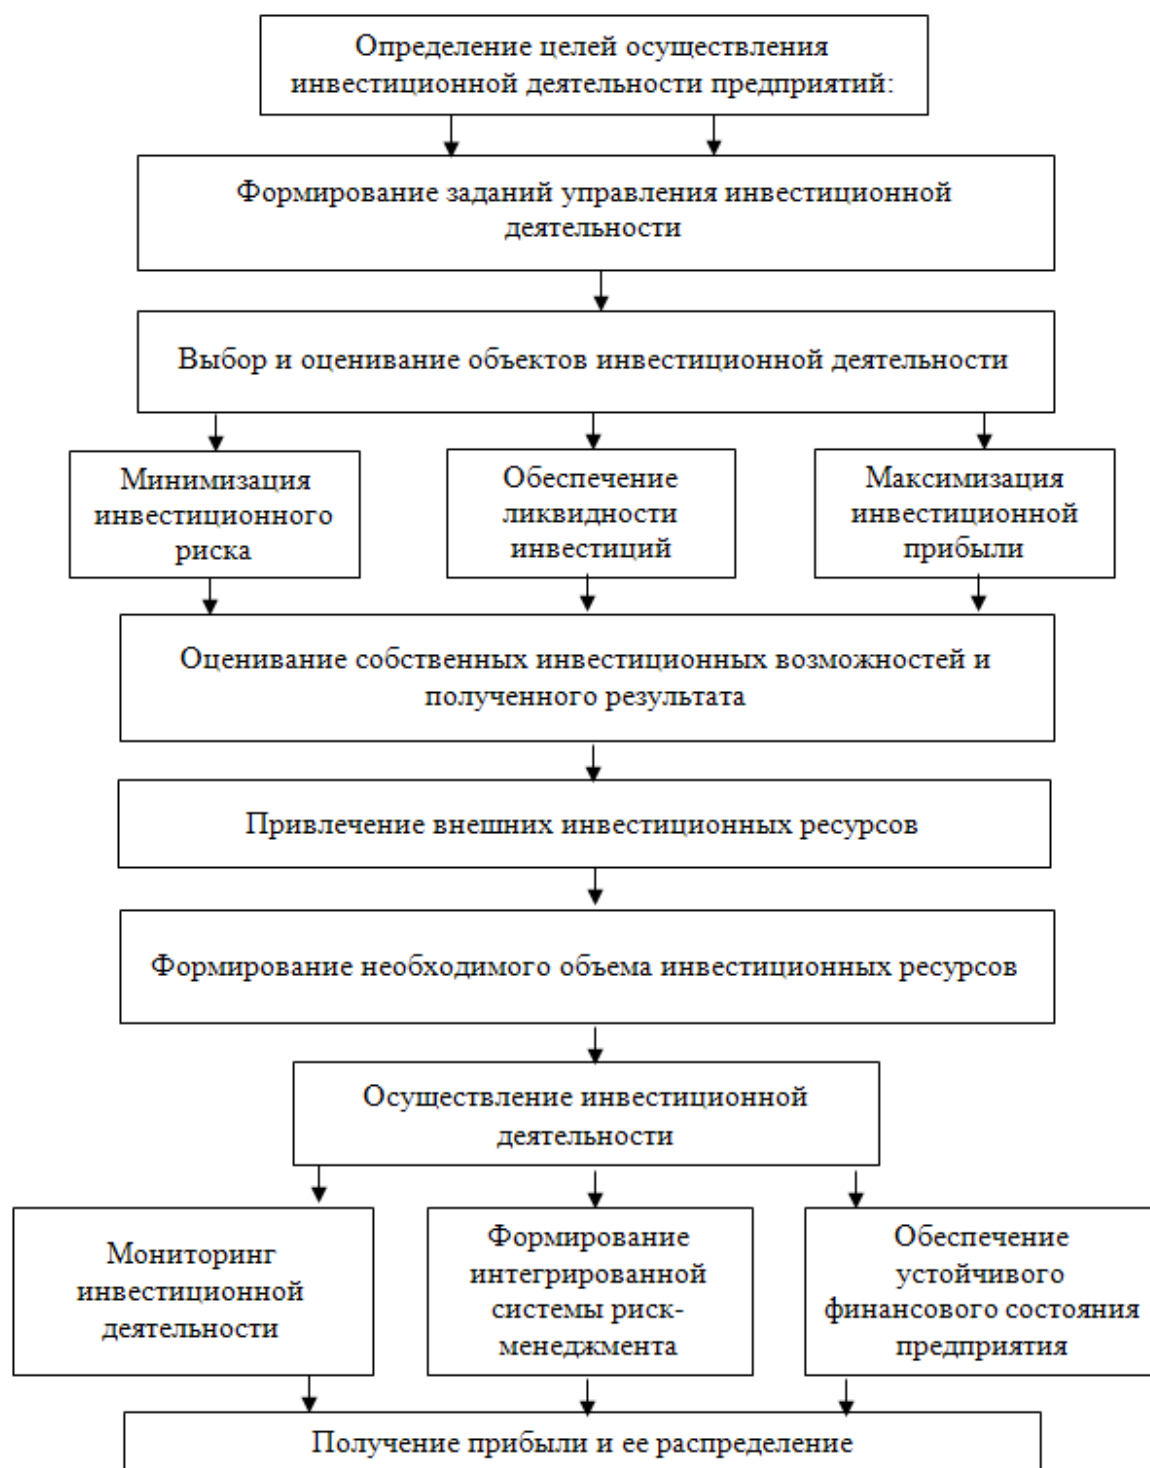 Определение целей осуществления
инвестиционной деятельности предприятий:
Формирование заданий управления инвестиционной
деятельности
Выбор и оценивание объектов инвестиционной деятельности
Минимизация
инвестиционного
риска
Обеспечение
ликвидности
инвестиций
Максимизация
инвестиционной
прибыли
Оценивание собственных инвестиционных возможностей и
полученного результата
Привлечение внешних инвестиционных ресурсов
Формирование необходимого объема инвестиционных ресурсов
Осуществление инвестиционной
деятельности
Мониторинг
инвестиционной
деятельности
Формирование
интегрированной
системы риск-
менеджмента
Обеспечение
устойчивого
финансового состояния
предприятия
Получение прибыли и ее распределение